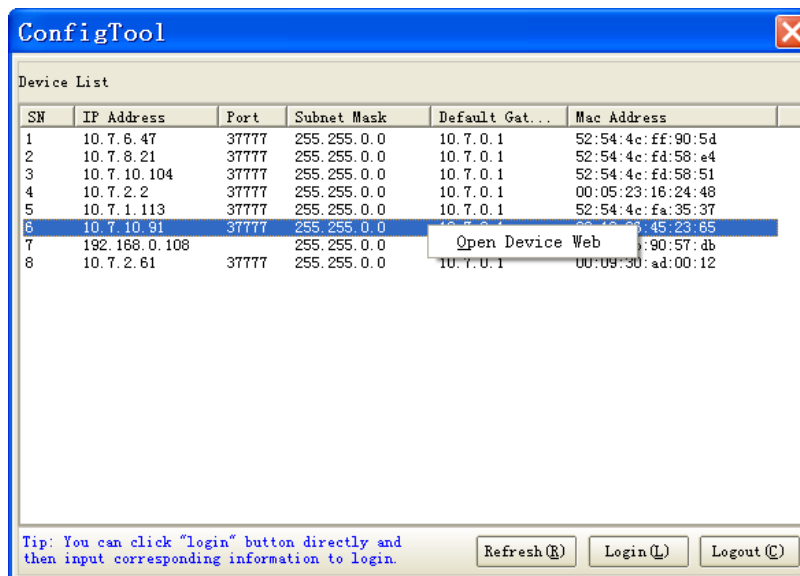 ConfigTool
Device List
SN IP Address Port Subnet Mask Default Gat... Mac Address
1 10.7.6.47 37777 255.255.0.0 10.7.0.1 52:54:4c:ff:90:5d
2 10.7.8.21 37777 255.255.0.0 10.7.0.1 52:54:4c:fd:58:e4
3 10.7.10.104 37777 255.255.0.0 10.7.0.1 52:54:4c:fd:58:51
4 10.7.2.2 37777 255.255.0.0 10.7.0.1 00:05:23:16:24:48
5 10.7.1.113 37777 255.255.0.0 10.7.0.1 52:54:4c:fa:35:37
6 10.7.10.91 37777 255.255.0.0 :45:23:65
7 192.168.0.108 255.255.0.0 Open Device Web :90:57:db
8 10.7.2.61 37777 255.255.0.0 10.7.0.1 00:09:30:ad:00:12
Tip: You can click "login" button directly and
then input corresponding information to login.
Refresh(R) Login(L) Logout(C)